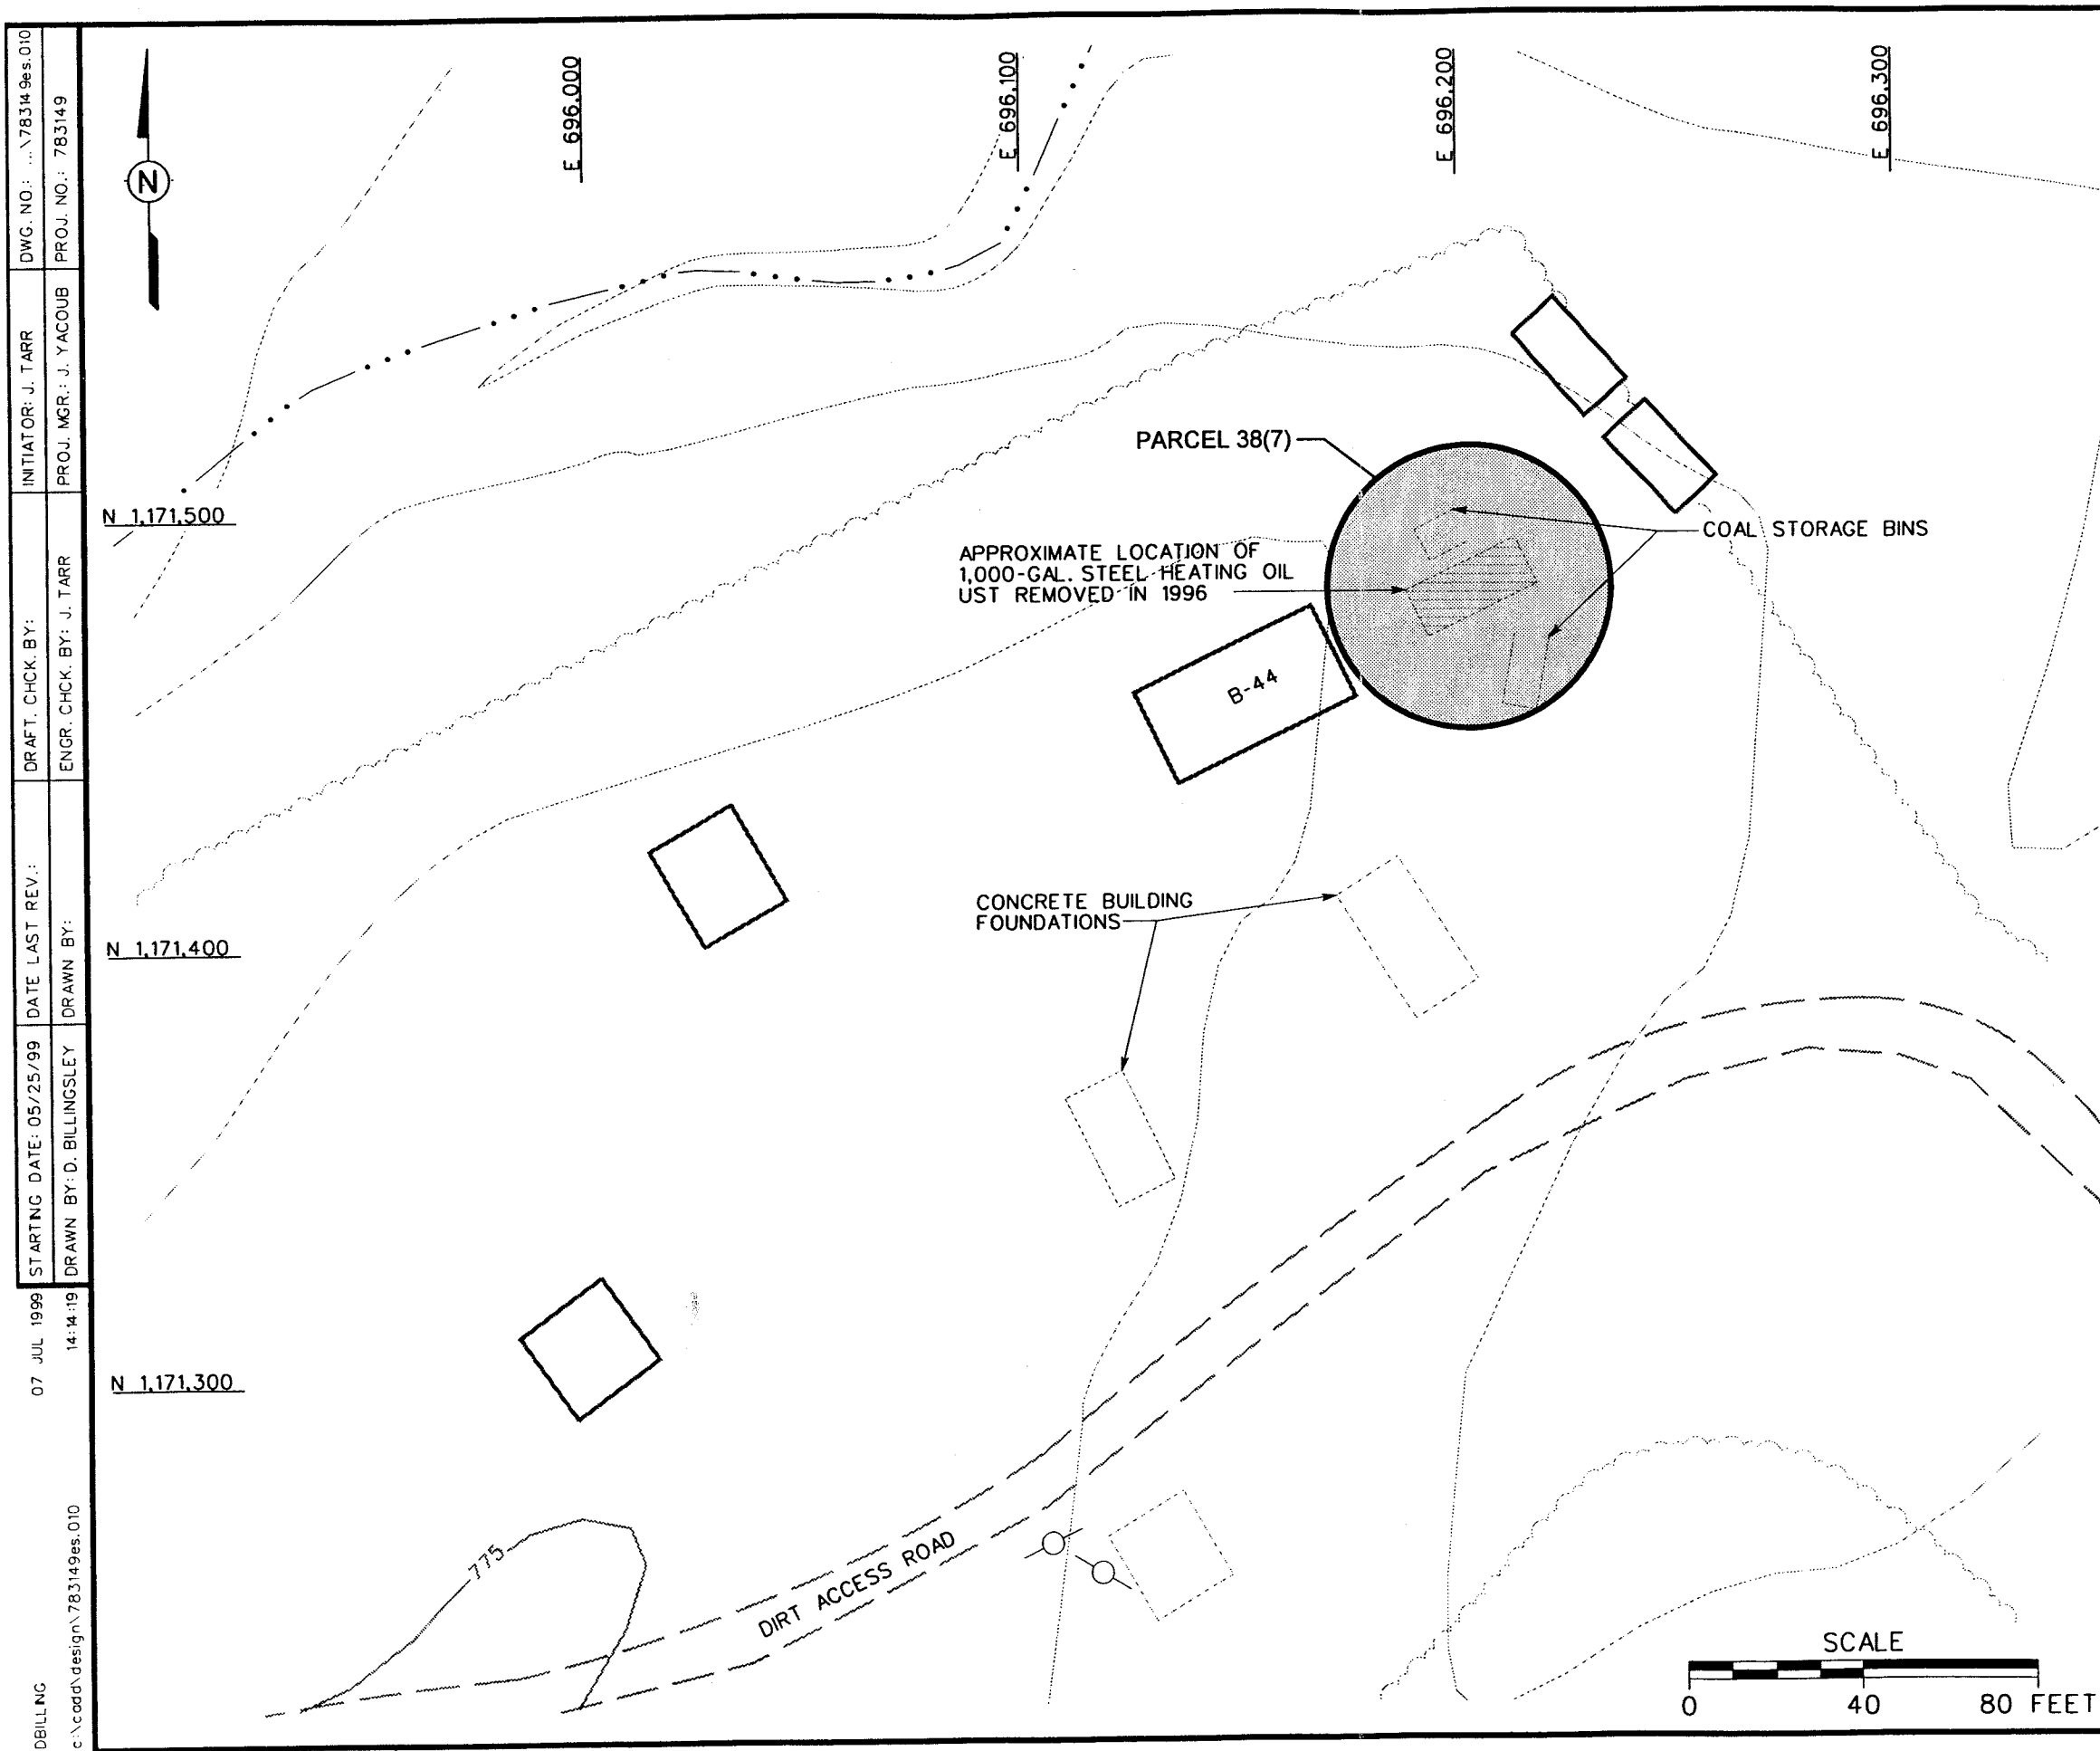 DWG. NO.: ...\783149es.010
PROJ. NO.: 783149
INITIATOR: J. TARR
PROJ. MGR.: J. YACOUB
DRAFT. CHCK. BY:
ENGR. CHCK. BY: J. TARR
DATE LAST REV.:
DRAWN BY:
STARTING DATE: 05/25/99
DRAWN BY: D. BILLINGSLEY
07 JUL 1999
14:14:19
DBILLING
c:\cadd\design\783149es.010
N
E 696,000
E 696,100
E 696,200
E 696,300
PARCEL 38(7)
N 1,171,500
COAL STORAGE BINS
APPROXIMATE LOCATION OF
1,000-GAL. STEEL HEATING OIL
UST REMOVED IN 1996
B-44
CONCRETE BUILDING
FOUNDATIONS
N 1,171,400
N 1,171,300
775
DIRT ACCESS ROAD
SCALE
0 40 80 FEET